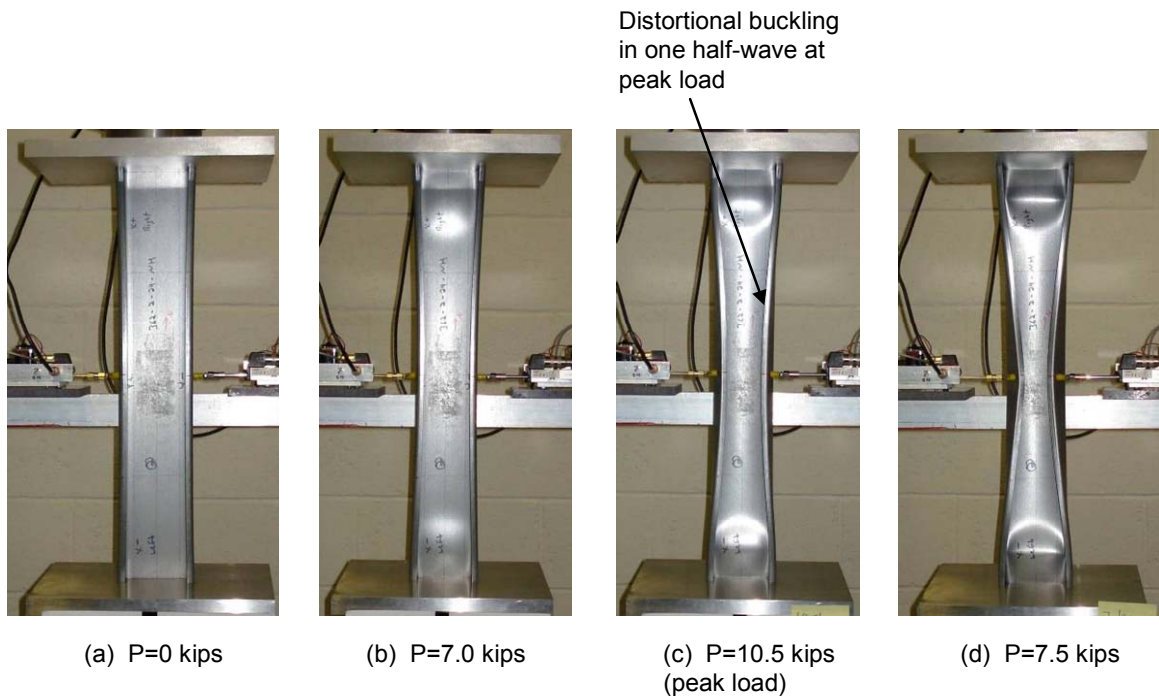 Distortional buckling
in one half-wave at
peak load
(a) P=0 kips
(b) P=7.0 kips
(c) P=10.5 kips
(peak load)
(d) P=7.5 kips